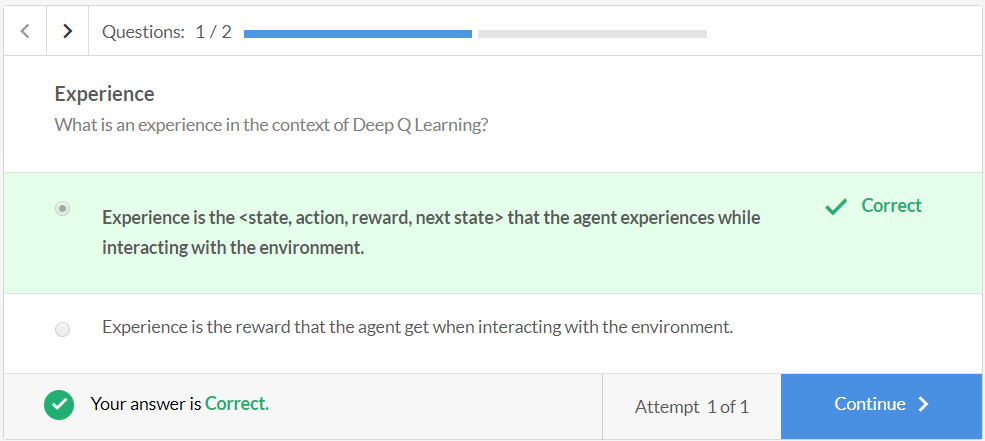 Questions: 1 / 2
Experience
What is an experience in the context of Deep Q Learning?
Experience is the <state, action, reward, next state> that the agent experiences while
interacting with the environment.
Correct
Experience is the reward that the agent get when interacting with the environment.
Your answer is Correct.
Attempt 1 of 1
Continue